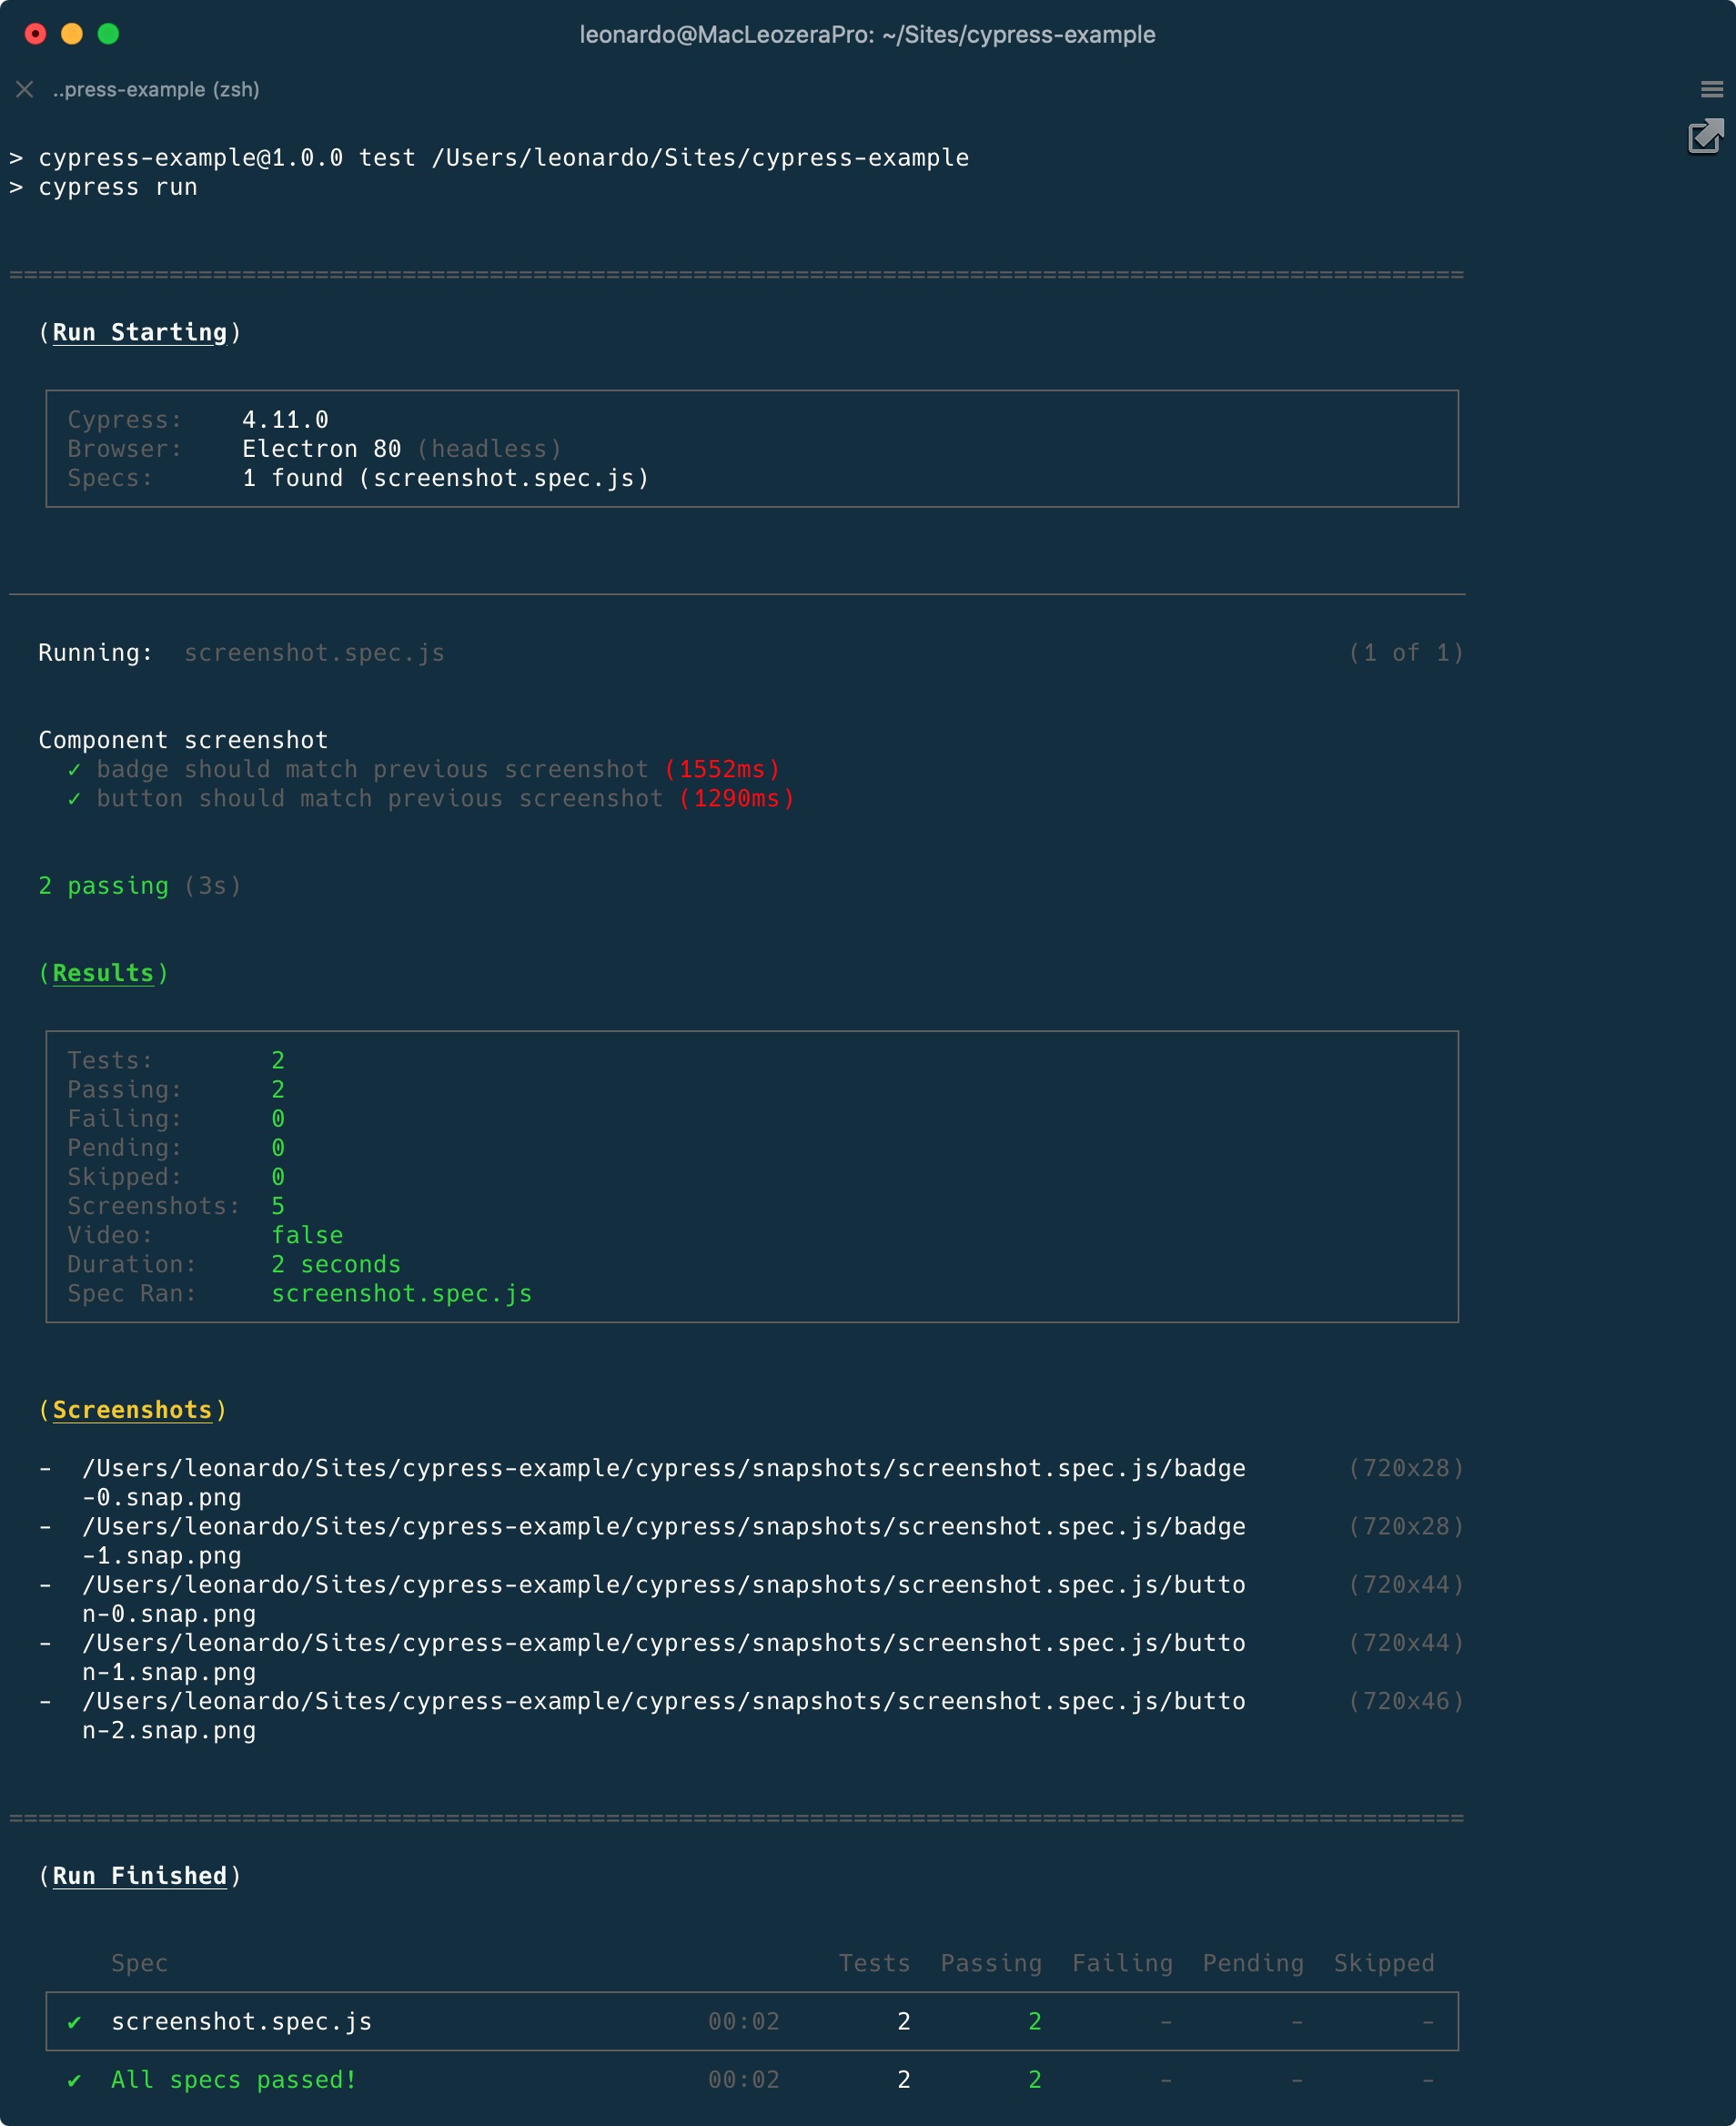 leonardo@MacLeozeraPro: ~/Sites/cypress-example
..press-example (zsh)
> cypress-example@1.0.0 test /Users/leonardo/Sites/cypress-example
> cypress run
====================================================================================================
(Run Starting)
Cypress: 4.11.0
Browser: Electron 80 (headless)
Specs: 1 found (screenshot.spec.js)
Running: screenshot.spec.js (1 of 1)
Component screenshot
✓ badge should match previous screenshot (1552ms)
✓ button should match previous screenshot (1290ms)
2 passing (3s)
(Results)
Tests: 2
Passing: 2
Failing: 0
Pending: 0
Skipped: 0
Screenshots: 5
Video: false
Duration: 2 seconds
Spec Ran: screenshot.spec.js
(Screenshots)
- /Users/leonardo/Sites/cypress-example/cypress/snapshots/screenshot.spec.js/badge (720x28)
-0.snap.png
- /Users/leonardo/Sites/cypress-example/cypress/snapshots/screenshot.spec.js/badge (720x28)
-1.snap.png
- /Users/leonardo/Sites/cypress-example/cypress/snapshots/screenshot.spec.js/butto (720x44)
n-0.snap.png
- /Users/leonardo/Sites/cypress-example/cypress/snapshots/screenshot.spec.js/butto (720x44)
n-1.snap.png
- /Users/leonardo/Sites/cypress-example/cypress/snapshots/screenshot.spec.js/butto (720x46)
n-2.snap.png
====================================================================================================
(Run Finished)
Spec Tests Passing Failing Pending Skipped
✔ screenshot.spec.js 00:02 2 2 - - -
✔ All specs passed! 00:02 2 2 - - -